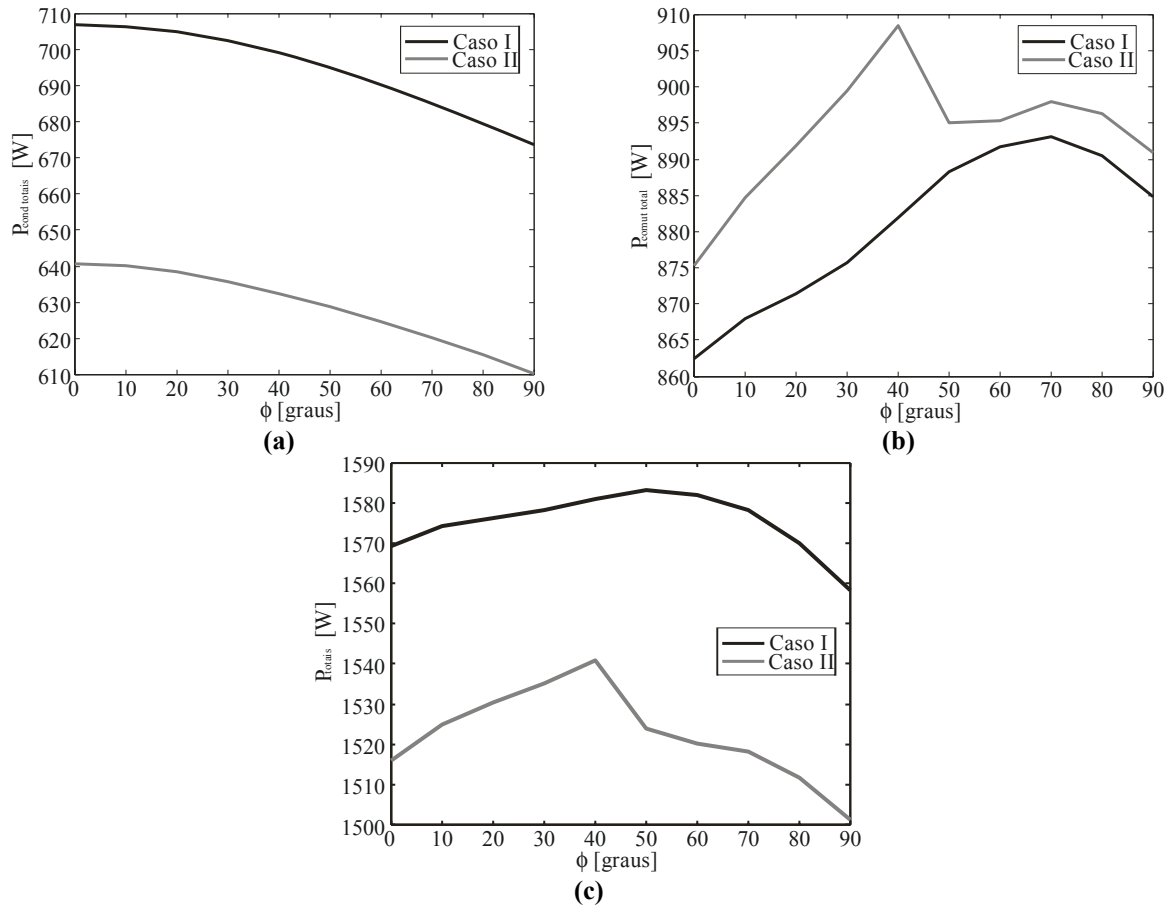 710
700
690
680
670
660
650
640
630
620
610
P cond totais [W]
Caso I
Caso II
0 10 20 30 40 50 60 70 80 90
ϕ [graus]
(a)
910
905
900
895
890
885
880
875
870
865
860
P comut total [W]
Caso I
Caso II
0 10 20 30 40 50 60 70 80 90
ϕ [graus]
(b)
1590
1580
1570
1560
1550
1540
1530
1520
1510
1500
P totais [W]
Caso I
Caso II
0 10 20 30 40 50 60 70 80 90
ϕ [graus]
(c)